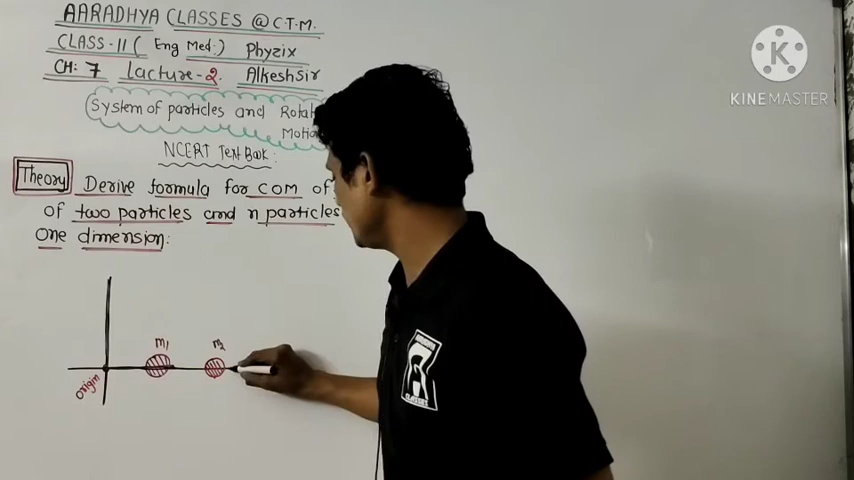 AARADHYA CLASSES @ C.T.M.
CLASS-11 ( Eng Med:) Phyzix
CH: 7 Lacture-2. Alkeshsir
System of particles and Rotat
Motio
NCERT Text Book:
Theory Derive formula for COM of
of two particles and n particles
One dimension:
m1 m2
Origin
K
KINEMASTER